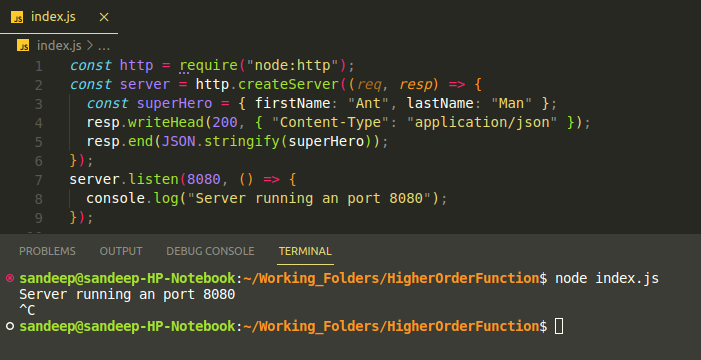 JS index.js ×
JS index.js > ...
1 const http = require("node:http");
2 const server = http.createServer((req, resp) => {
3 const superHero = { firstName: "Ant", lastName: "Man" };
4 resp.writeHead(200, { "Content-Type": "application/json" });
5 resp.end(JSON.stringify(superHero));
6 });
7 server.listen(8080, () => {
8 console.log("Server running an port 8080");
9 });
PROBLEMS OUTPUT DEBUG CONSOLE TERMINAL
sandeep@sandeep-HP-Notebook:~/Working_Folders/HigherOrderFunction$ node index.js
Server running an port 8080
^C
sandeep@sandeep-HP-Notebook:~/Working_Folders/HigherOrderFunction$